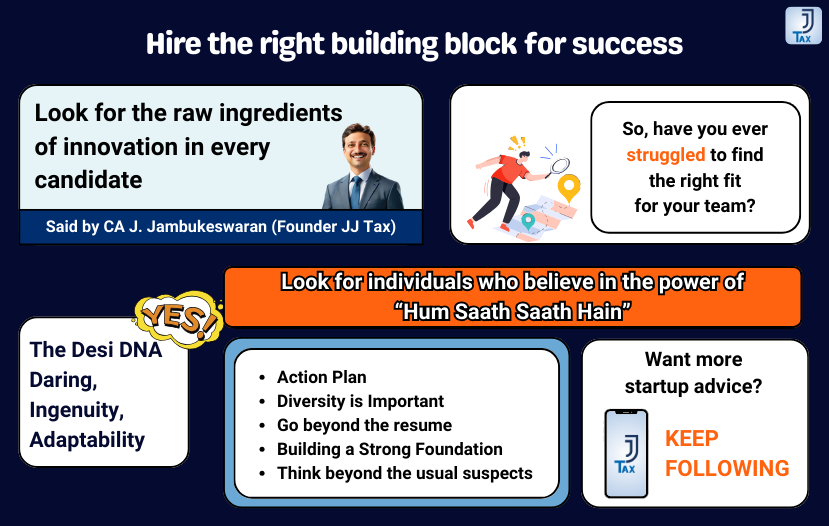 JJ
TAX
Hire the right building block for success
Look for the raw ingredients
of innovation in every
candidate
Said by CA J. Jambukeswaran (Founder JJ Tax)
So, have you ever
struggled to find
the right fit
for your team?
YES!
The Desi DNA
Daring,
Ingenuity,
Adaptability
Look for individuals who believe in the power of
“Hum Saath Saath Hain”
• Action Plan
• Diversity is Important
• Go beyond the resume
• Building a Strong Foundation
• Think beyond the usual suspects
Want more
startup advice?
JJ
TAX
KEEP
FOLLOWING